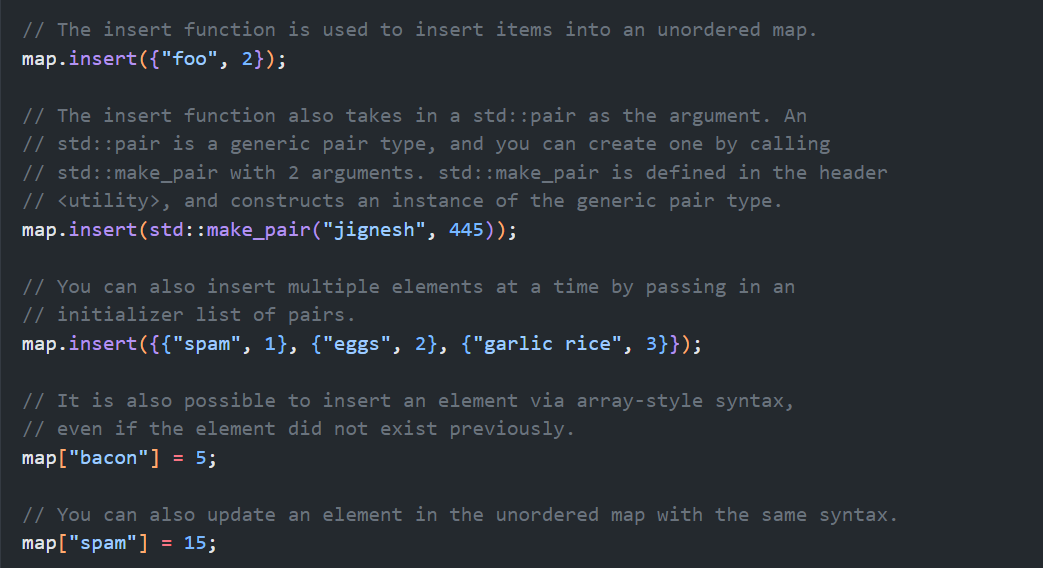 // The insert function is used to insert items into an unordered map.
map.insert({"foo", 2});
// The insert function also takes in a std::pair as the argument. An
// std::pair is a generic pair type, and you can create one by calling
// std::make_pair with 2 arguments. std::make_pair is defined in the header
// <utility>, and constructs an instance of the generic pair type.
map.insert(std::make_pair("jignesh", 445));
// You can also insert multiple elements at a time by passing in an
// initializer list of pairs.
map.insert({{"spam", 1}, {"eggs", 2}, {"garlic rice", 3}});
// It is also possible to insert an element via array-style syntax,
// even if the element did not exist previously.
map["bacon"] = 5;
// You can also update an element in the unordered map with the same syntax.
map["spam"] = 15;